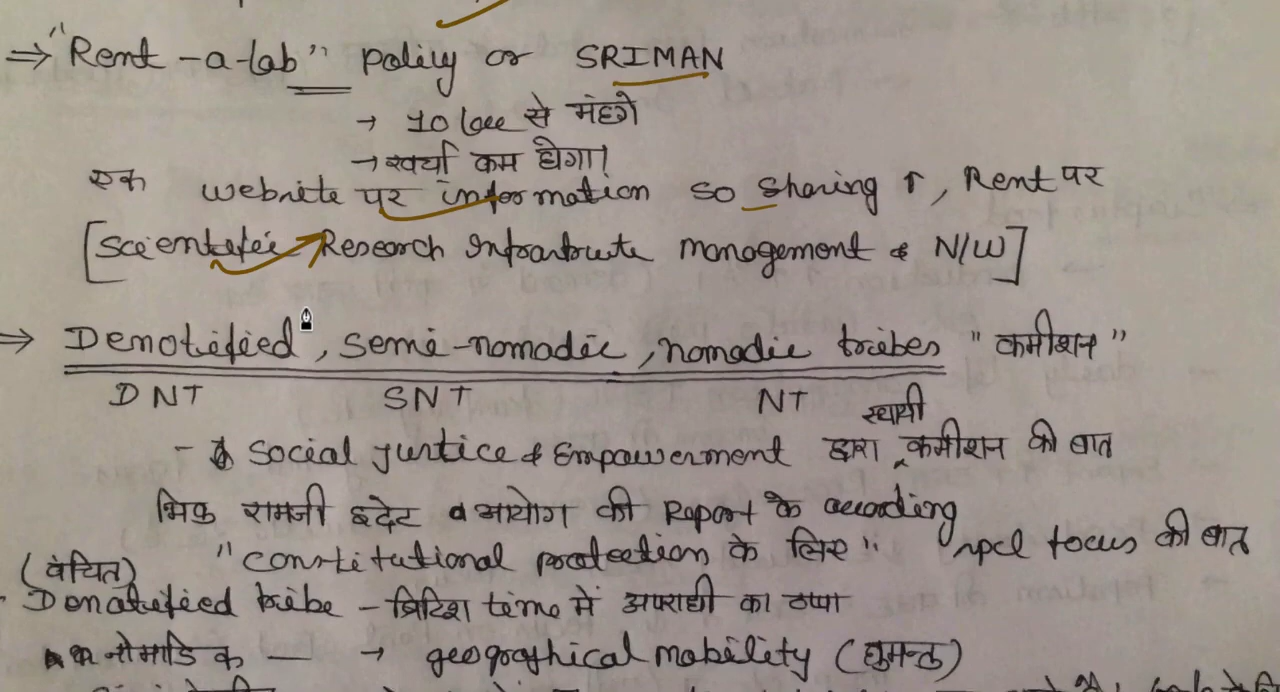 ⇒ "Rent-a-lab" policy or SRIMAN
→ 10 lac से मंहगे
→ खर्चा कम होगा।
एक website पर information so sharing ↑, Rent पर
[Scientific Research Infrastructure management & N/W]
⇒ Denotified, semi-nomadic, nomadic tribes "कमीशन"
DNT SNT NT
स्थायी
- Social justice & Empowerment द्वारा कमीशन की बात
भिकु रामजी इदेट आयोग की Report के according
"constitutional protection के लिए" spcl focus की बात
(वंचित)
- Denotified tribe - ब्रिटिश time में अपराधी का ठप्पा
नोमाडिक — → geographical mobility (घुमन्तु)